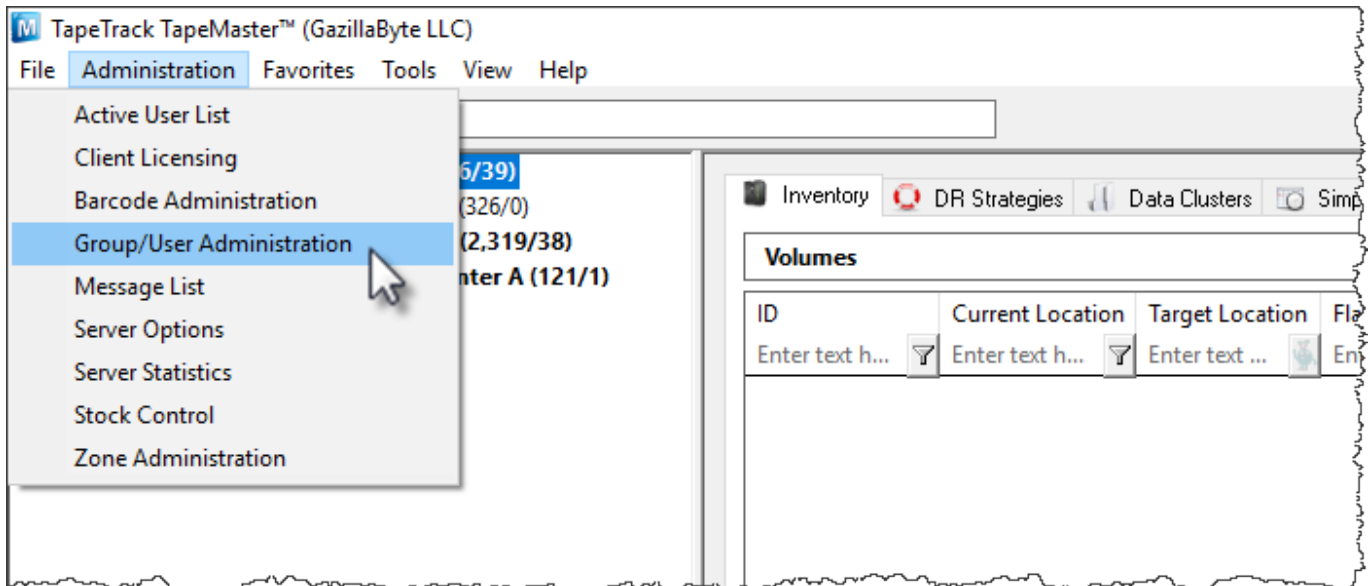 TapeTrack TapeMaster™ (GazillaByte LLC)
File Administration Favorites Tools View Help
Active User List
Client Licensing
Barcode Administration
Group/User Administration
Message List
Server Options
Server Statistics
Stock Control
Zone Administration
6/39)
(326/0)
(2,319/38)
nter A (121/1)
Inventory DR Strategies Data Clusters Simp
Volumes
ID Current Location Target Location Fla
Enter text h... Enter text h... Enter text ... En